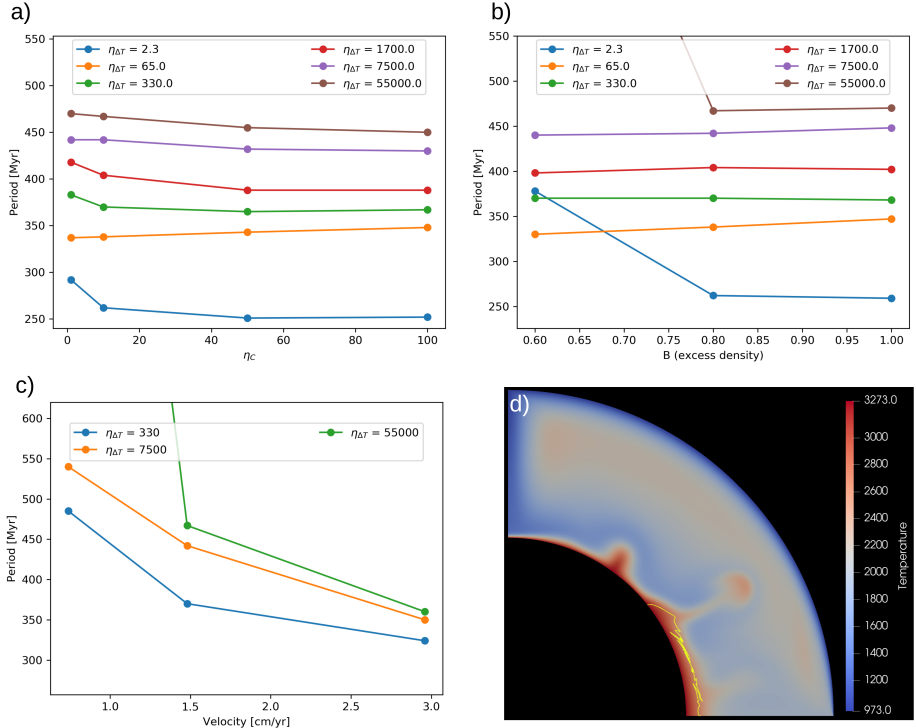 a)
550
500
450
400
350
300
250
Period [Myr]
η_ΔT = 2.3
η_ΔT = 65.0
η_ΔT = 330.0
η_ΔT = 1700.0
η_ΔT = 7500.0
η_ΔT = 55000.0
0 20 40 60 80 100
η_C
b)
550
500
450
400
350
300
250
Period [Myr]
η_ΔT = 2.3
η_ΔT = 65.0
η_ΔT = 330.0
η_ΔT = 1700.0
η_ΔT = 7500.0
η_ΔT = 55000.0
0.60 0.65 0.70 0.75 0.80 0.85 0.90 0.95 1.00
B (excess density)
c)
600
550
500
450
400
350
300
Period [Myr]
η_ΔT = 330
η_ΔT = 7500
η_ΔT = 55000
1.0 1.5 2.0 2.5 3.0
Velocity [cm/yr]
d)
3273.0
3000
2800
2600
2400
2200
2000
1800
1600
1400
1200
973.0
Temperature